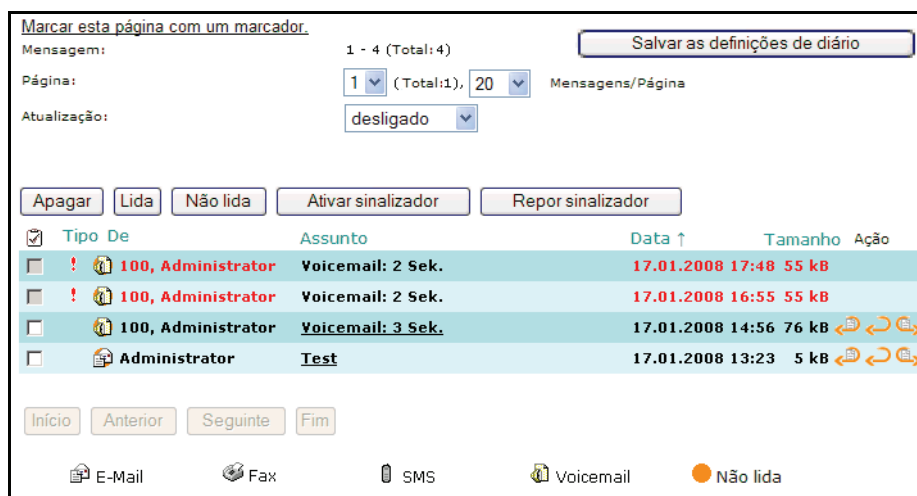 Marcar esta página com um marcador.
Mensagem: 1 - 4 (Total:4) Salvar as definições de diário
Página: 1 (Total:1), 20 Mensagens/Página
Atualização: desligado
Apagar Lida Não lida Ativar sinalizador Repor sinalizador
Tipo De Assunto Data ↑ Tamanho Ação
! 100, Administrator Voicemail: 2 Sek. 17.01.2008 17:48 55 kB
! 100, Administrator Voicemail: 2 Sek. 17.01.2008 16:55 55 kB
100, Administrator Voicemail: 3 Sek. 17.01.2008 14:56 76 kB
Administrator Test 17.01.2008 13:23 5 kB
Início Anterior Seguinte Fim
E-Mail Fax SMS Voicemail Não lida